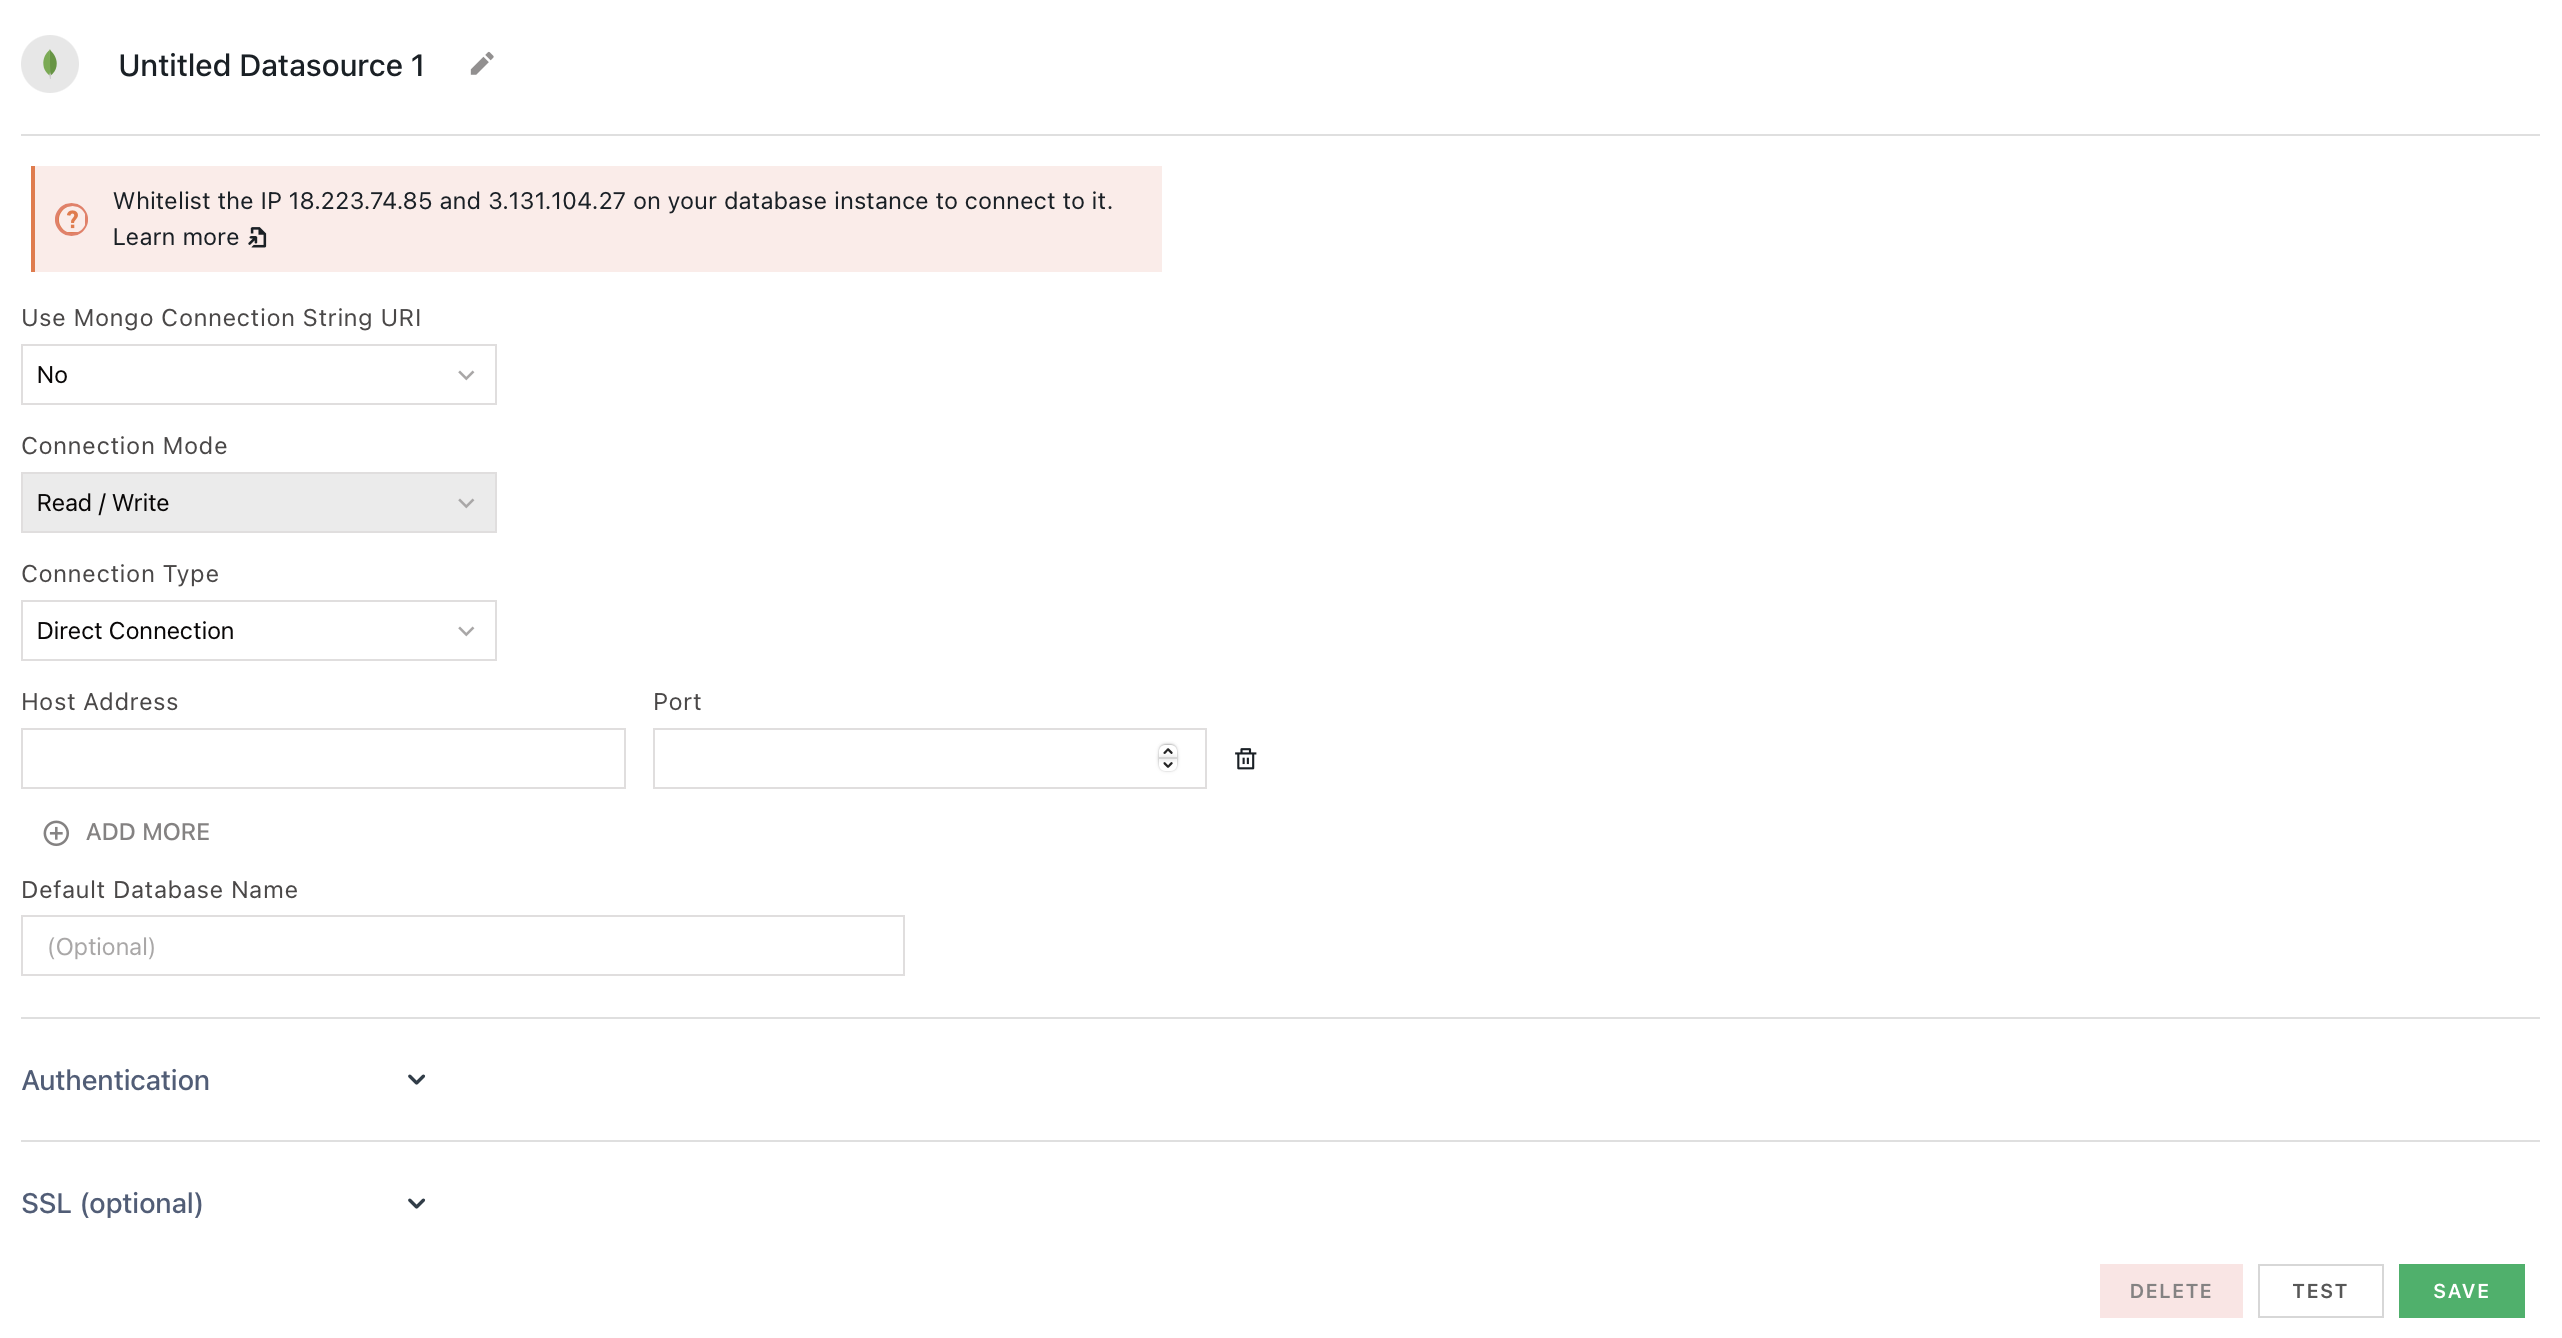 Untitled Datasource 1
Whitelist the IP 18.223.74.85 and 3.131.104.27 on your database instance to connect to it.
Learn more
Use Mongo Connection String URI
No
Connection Mode
Read / Write
Connection Type
Direct Connection
Host Address
Port
ADD MORE
Default Database Name
(Optional)
Authentication
SSL (optional)
DELETE
TEST
SAVE